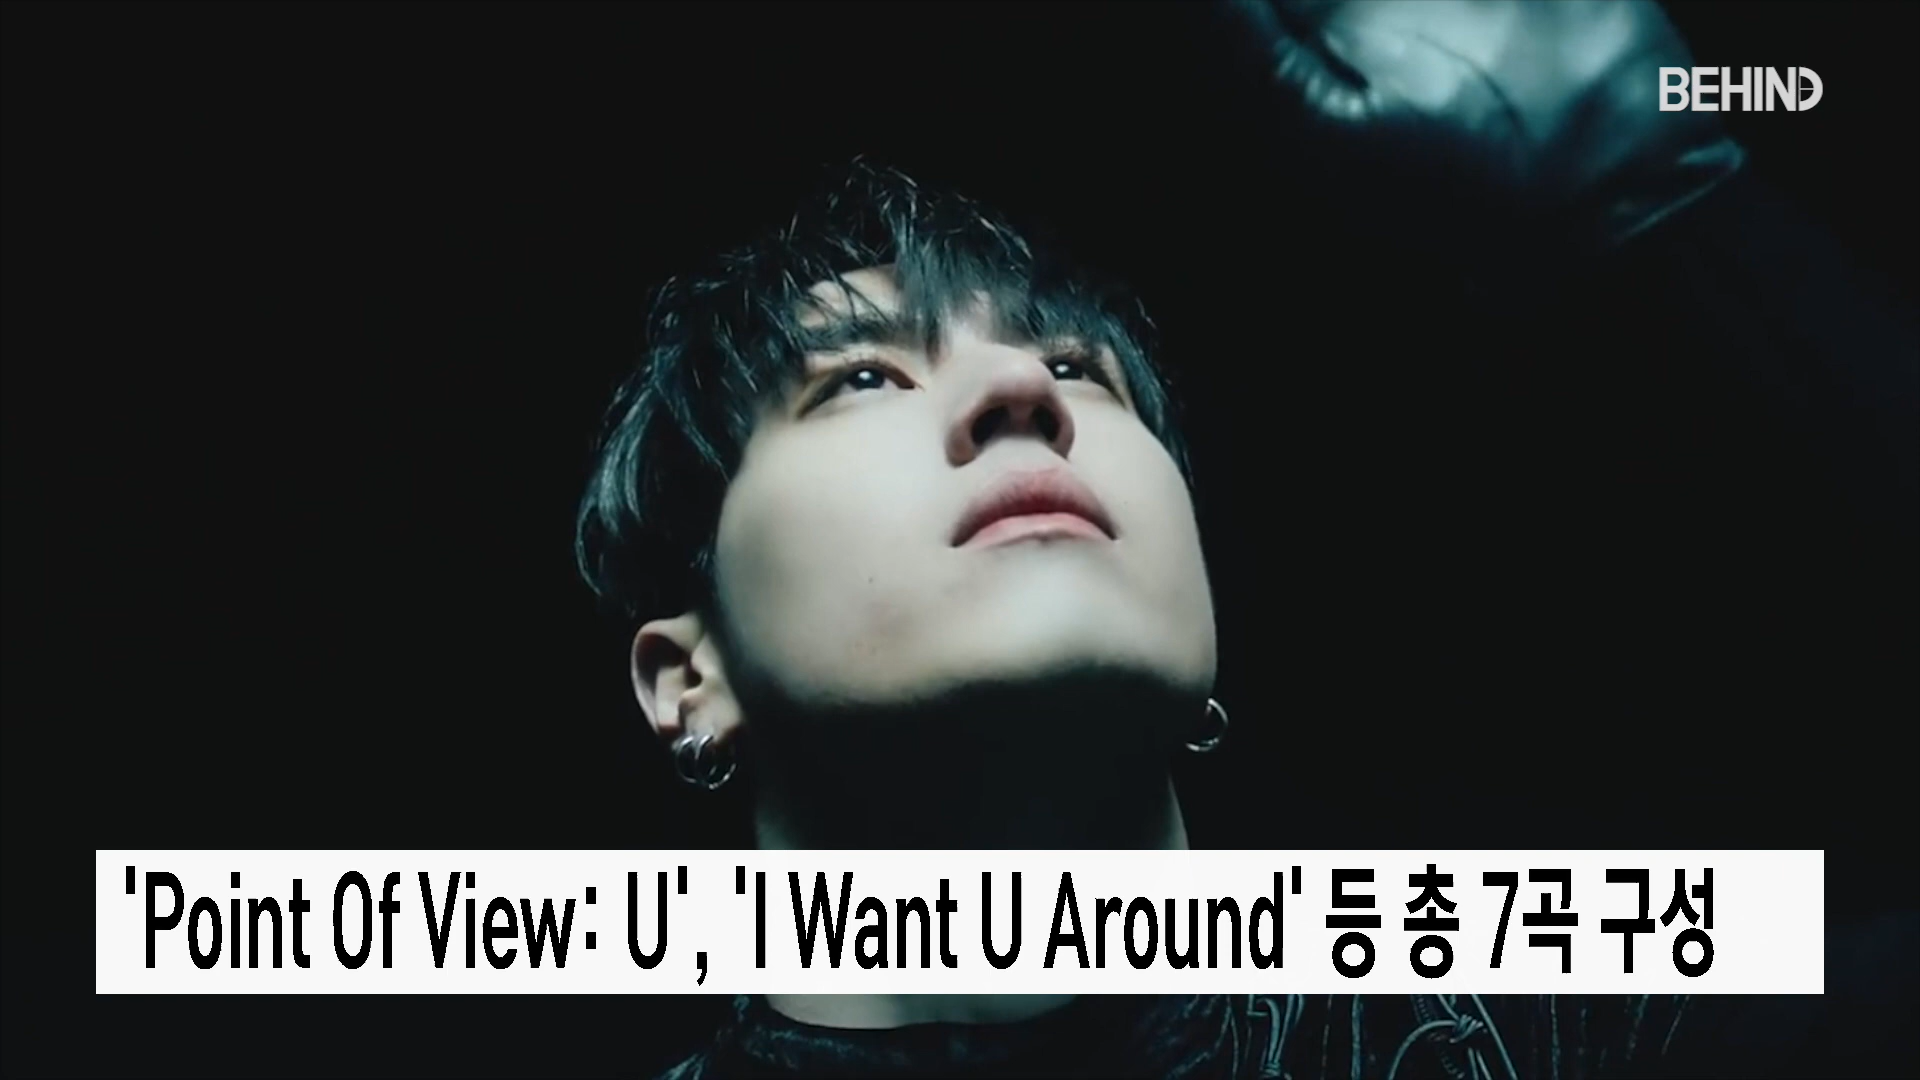 BEHIND
'Point Of View: U', 'I Want U Around' 등 총 7곡 구성